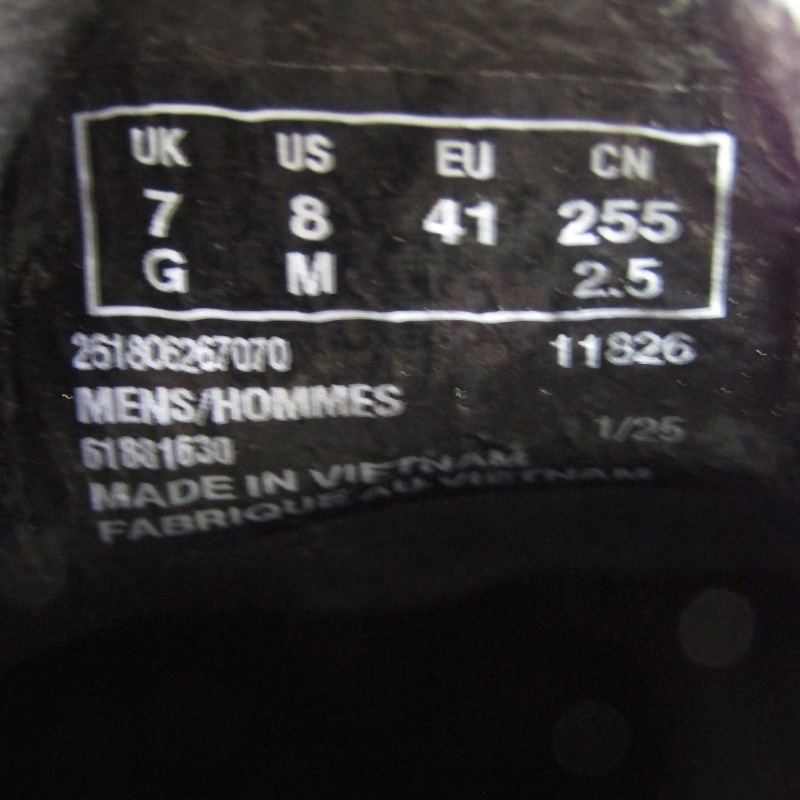 UK US EU CN
7 8 41 255
G M 2.5
261806267070 11826
MENS/HOMMES
61881630 1/25
MADE IN VIETNAM
FABRIQUE AU VIETNAM